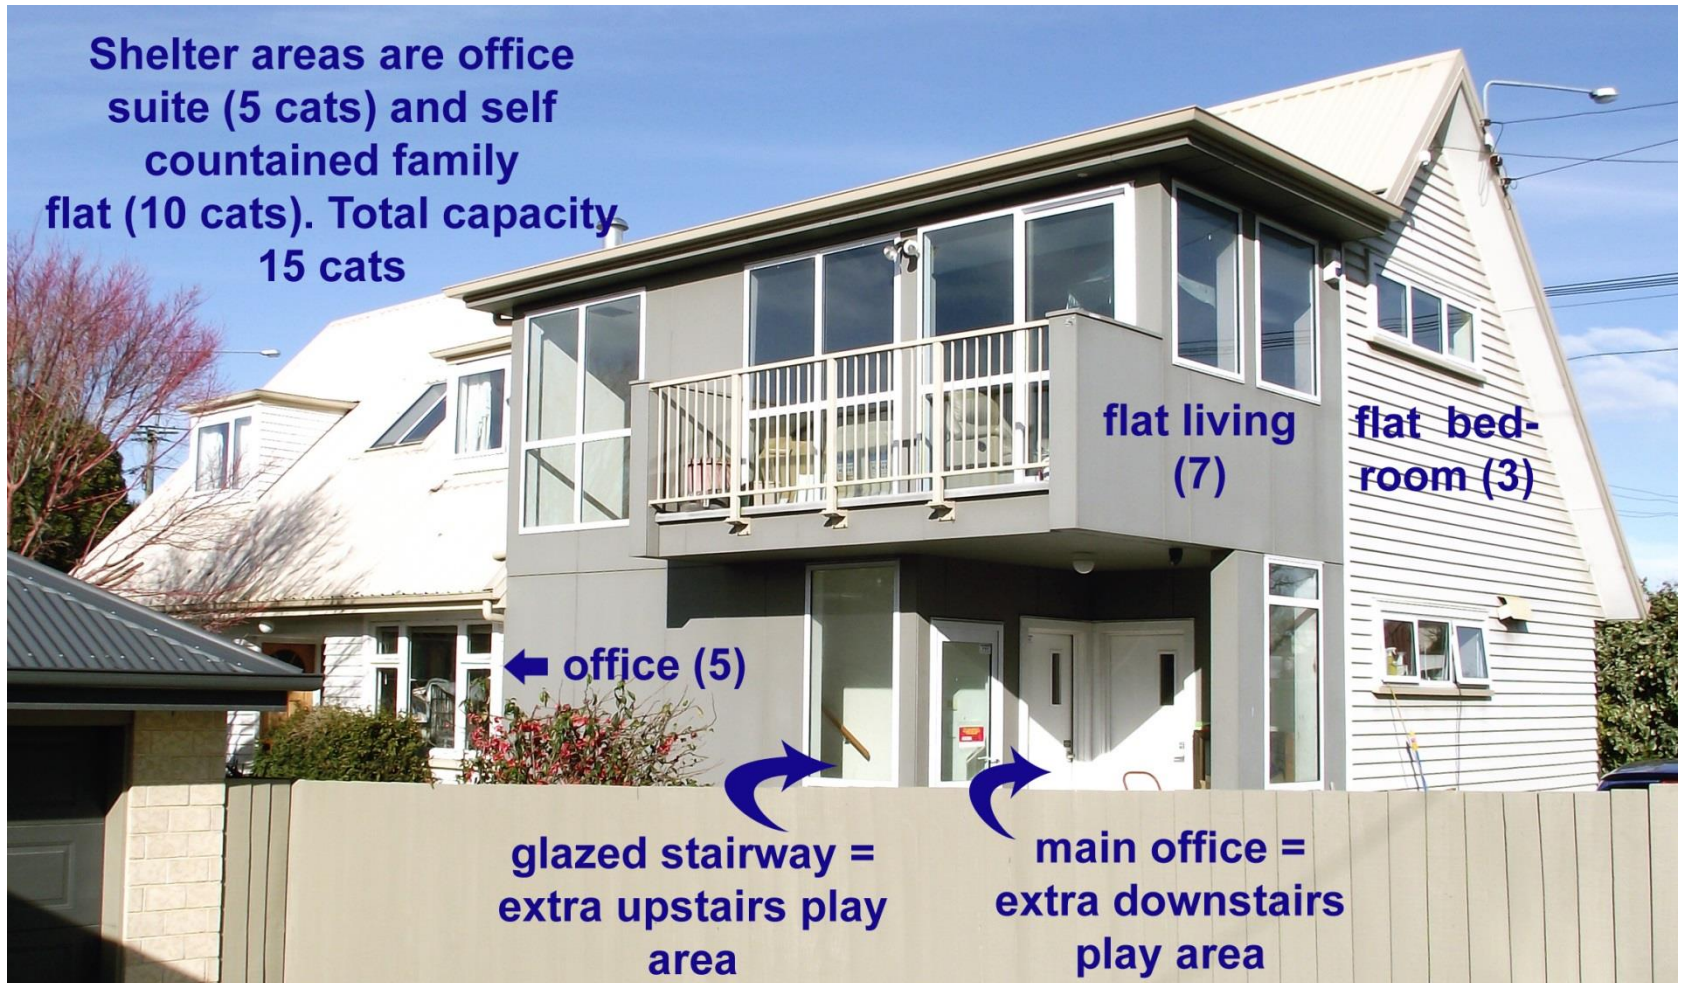 Shelter areas are office
suite (5 cats) and self
countained family
flat (10 cats). Total capacity
15 cats
flat living
(7)
flat bed-
room (3)
office (5)
glazed stairway =
extra upstairs play
area
main office =
extra downstairs
play area